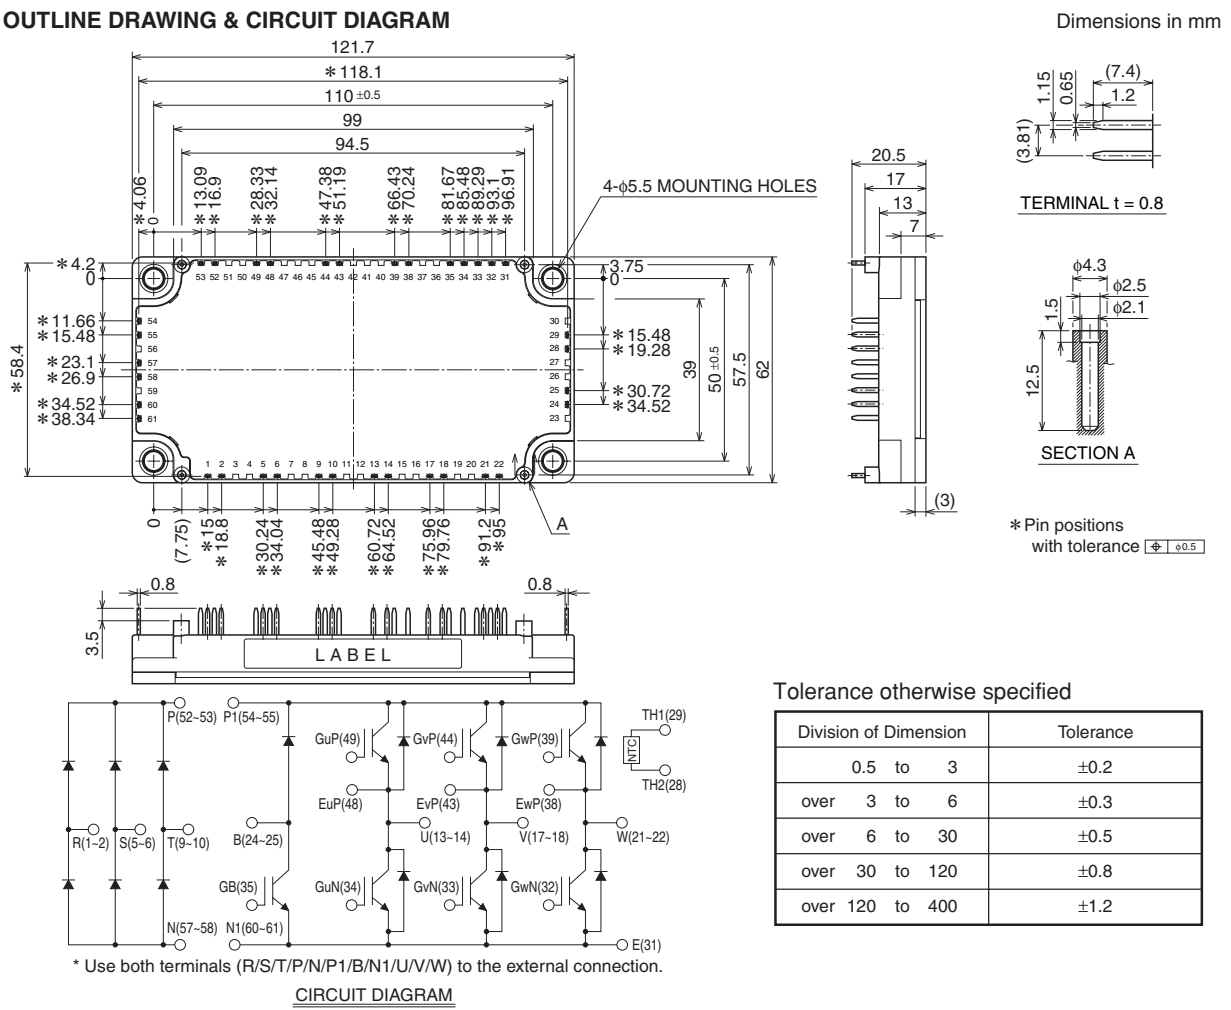 OUTLINE DRAWING & CIRCUIT DIAGRAM
Dimensions in mm
121.7
*118.1
110 ±0.5
99
94.5
*4.06
0
*13.09
*16.9
*28.33
*32.14
*47.38
*51.19
*66.43
*70.24
*81.67
*85.48
*89.29
*93.1
*96.91
4-φ5.5 MOUNTING HOLES
*4.2
0
3.75
0
53 52 51 50 49 48 47 46 45 44 43 42 41 40 39 38 37 36 35 34 33 32 31
*58.4
*11.66
*15.48
*23.1
*26.9
*34.52
*38.34
54
55
56
57
58
59
60
61
30
29
28
27
26
25
24
23
*15.48
*19.28
*30.72
*34.52
39
50 ±0.5
57.5
62
1 2 3 4 5 6 7 8 9 10 11 12 13 14 15 16 17 18 19 20 21 22
0
(7.75)
*15
*18.8
*30.24
*34.04
*45.48
*49.28
*60.72
*64.52
*75.96
*79.76
*91.2
*95
A
20.5
17
13
7
(3)
1.15
0.65
(7.4)
1.2
(3.81)
TERMINAL t = 0.8
φ4.3
φ2.5
φ2.1
1.5
12.5
SECTION A
*Pin positions
with tolerance ⌖ φ0.5
0.8
0.8
3.5
LABEL
P(52~53) P1(54~55)
GuP(49) GvP(44) GwP(39)
TH1(29)
NTC
TH2(28)
EuP(48) EvP(43) EwP(38)
R(1~2) S(5~6) T(9~10) B(24~25) U(13~14) V(17~18) W(21~22)
GB(35) GuN(34) GvN(33) GwN(32)
N(57~58) N1(60~61) E(31)
* Use both terminals (R/S/T/P/N/P1/B/N1/U/V/W) to the external connection.
CIRCUIT DIAGRAM
Tolerance otherwise specified
Division of Dimension Tolerance
0.5 to 3 ±0.2
over 3 to 6 ±0.3
over 6 to 30 ±0.5
over 30 to 120 ±0.8
over 120 to 400 ±1.2